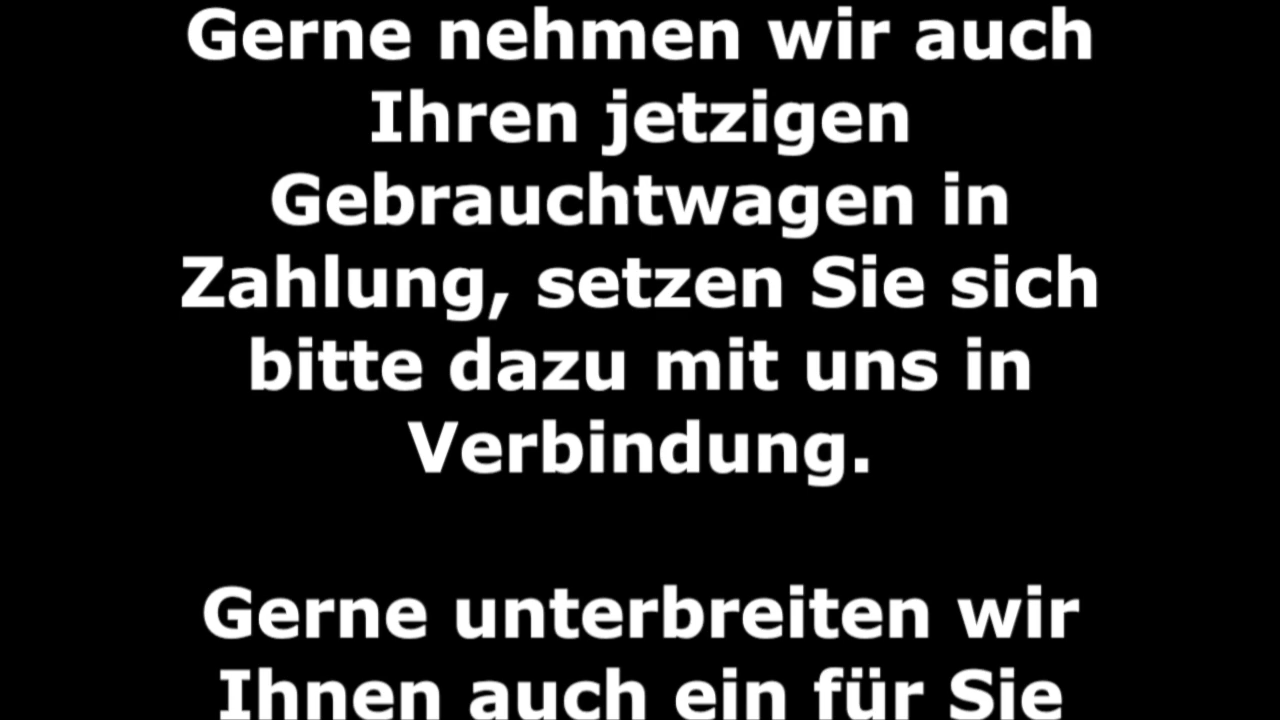 Gerne nehmen wir auch
Ihren jetzigen
Gebrauchtwagen in
Zahlung, setzen Sie sich
bitte dazu mit uns in
Verbindung.
Gerne unterbreiten wir
Ihnen auch ein für Sie